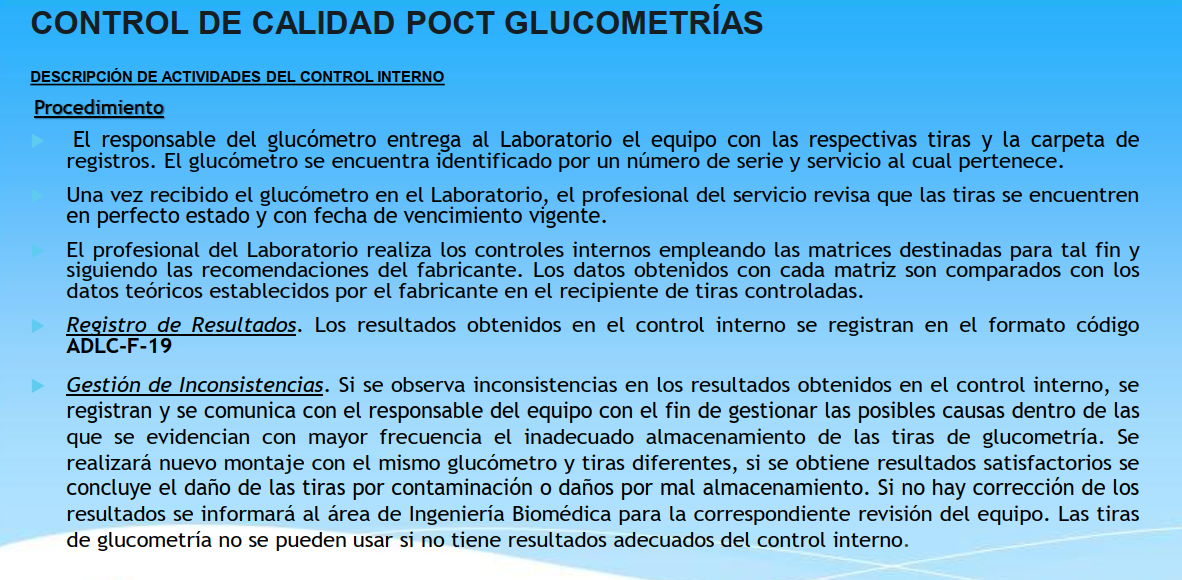 CONTROL DE CALIDAD POCT GLUCOMETRÍAS
DESCRIPCIÓN DE ACTIVIDADES DEL CONTROL INTERNO
Procedimiento
El responsable del glucómetro entrega al Laboratorio el equipo con las respectivas tiras y la carpeta de
registros. El glucómetro se encuentra identificado por un número de serie y servicio al cual pertenece.
Una vez recibido el glucómetro en el Laboratorio, el profesional del servicio revisa que las tiras se encuentren
en perfecto estado y con fecha de vencimiento vigente.
El profesional del Laboratorio realiza los controles internos empleando las matrices destinadas para tal fin y
siguiendo las recomendaciones del fabricante. Los datos obtenidos con cada matriz son comparados con los
datos teóricos establecidos por el fabricante en el recipiente de tiras controladas.
Registro de Resultados. Los resultados obtenidos en el control interno se registran en el formato código
ADLC-F-19
Gestión de Inconsistencias. Si se observa inconsistencias en los resultados obtenidos en el control interno, se
registran y se comunica con el responsable del equipo con el fin de gestionar las posibles causas dentro de las
que se evidencian con mayor frecuencia el inadecuado almacenamiento de las tiras de glucometría. Se
realizará nuevo montaje con el mismo glucómetro y tiras diferentes, si se obtiene resultados satisfactorios se
concluye el daño de las tiras por contaminación o daños por mal almacenamiento. Si no hay corrección de los
resultados se informará al área de Ingeniería Biomédica para la correspondiente revisión del equipo. Las tiras
de glucometría no se pueden usar si no tiene resultados adecuados del control interno.